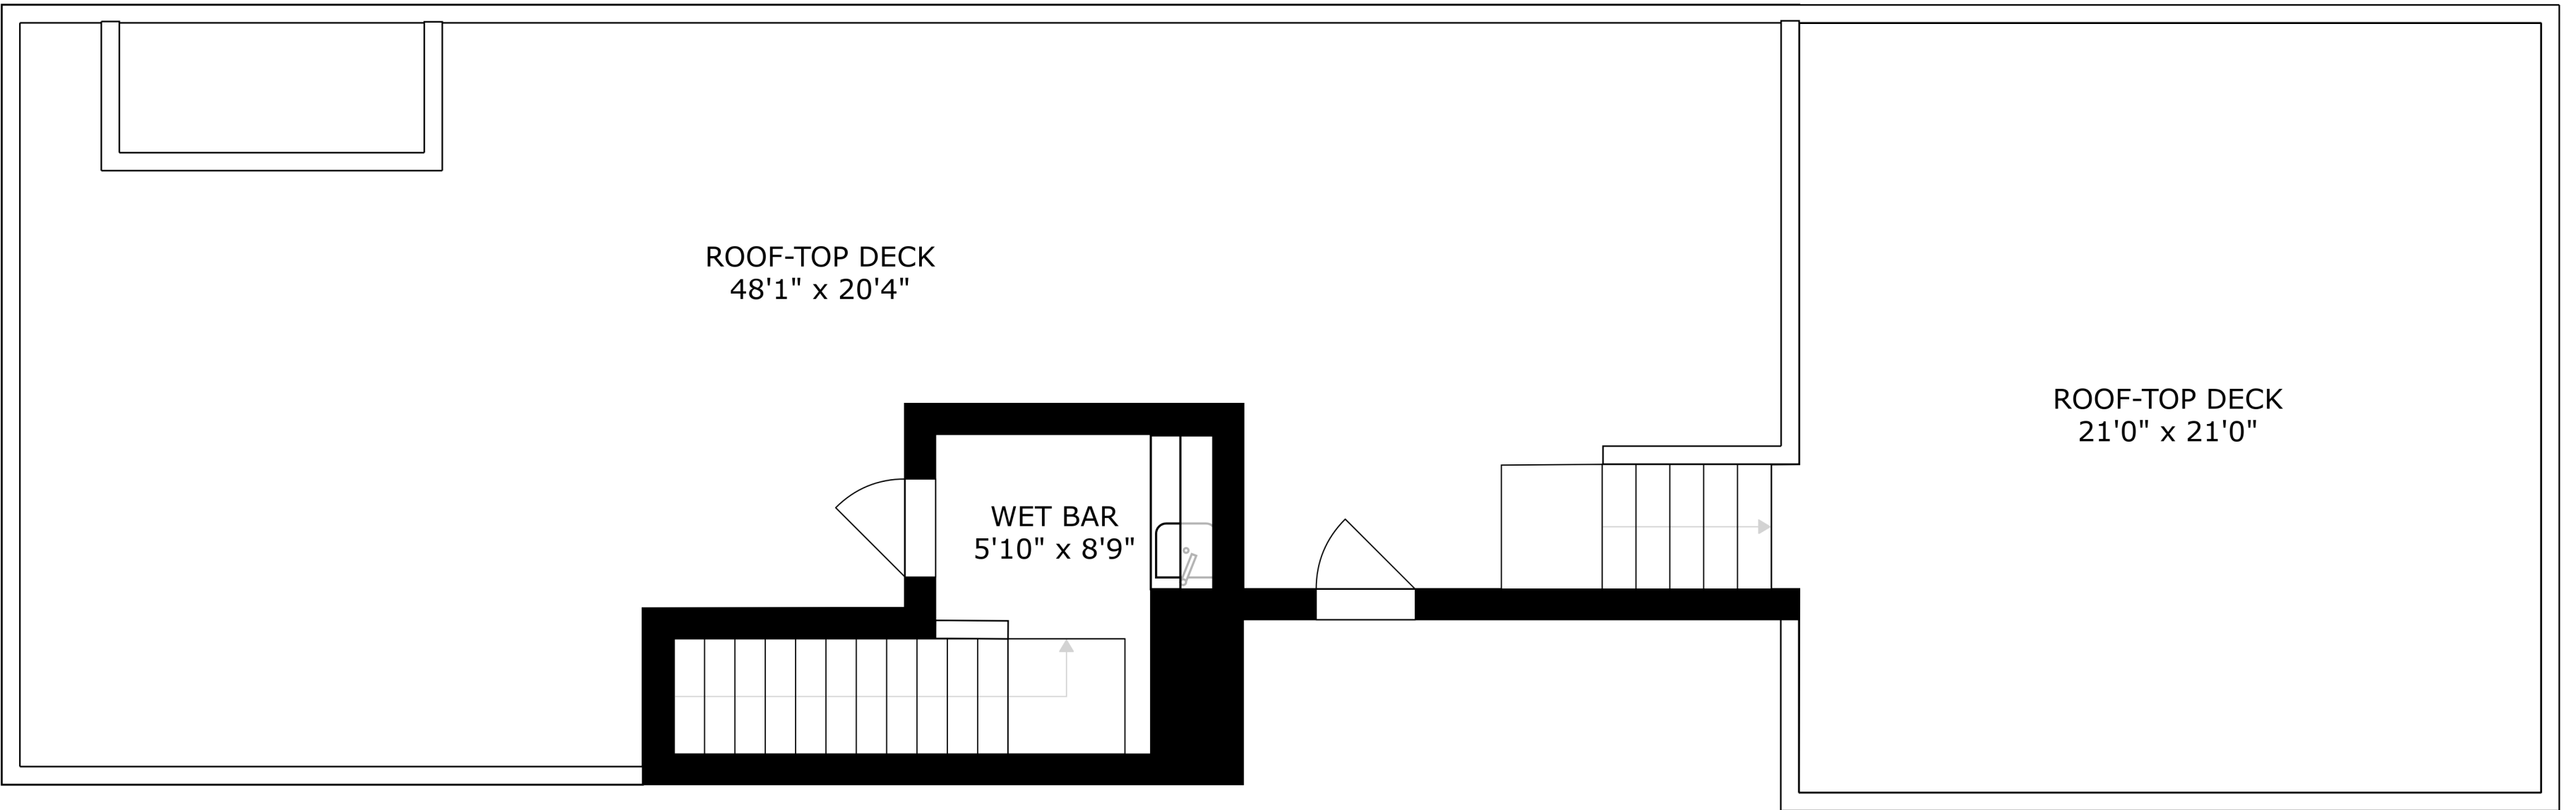 ROOF-TOP DECK
48'1" x 20'4"
ROOF-TOP DECK
21'0" x 21'0"
WET BAR
5'10" x 8'9"